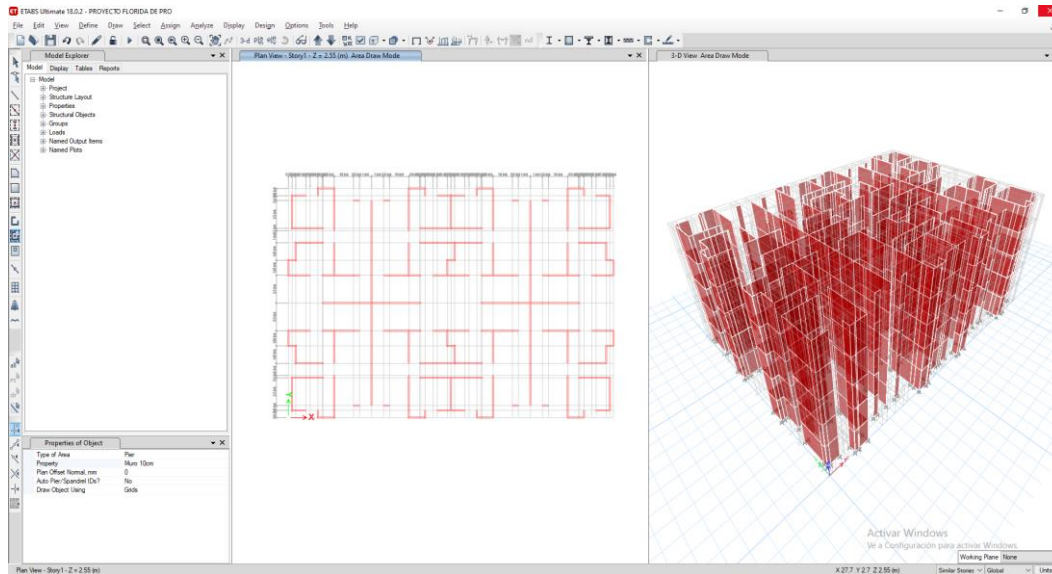 ETABS Ultimate 18.0.2 - PROYECTO FLORIDA DE PRO
File Edit View Define Draw Select Assign Analyze Display Design Options Tools Help
Model Explorer
Model Display Tables Reports
Model
Project
Structure Layout
Properties
Structural Objects
Groups
Loads
Named Output Items
Named Plots
Properties of Object
Type of Area Pier
Property Muro 10cm
Plan Offset Normal, mm 0
Auto Pier/Spandrel IDs? No
Draw Object Using Grids
Plan View - Story1 - Z = 2.55 (m) Area Draw Mode
X
3-D View Area Draw Mode
Activar Windows
Ve a Configuración para activar Windows.
Working Plane None
Plan View - Story1 - Z = 2.55 (m)
X 27.7 Y 2.7 Z 2.55 (m)
Similar Stories Global Units